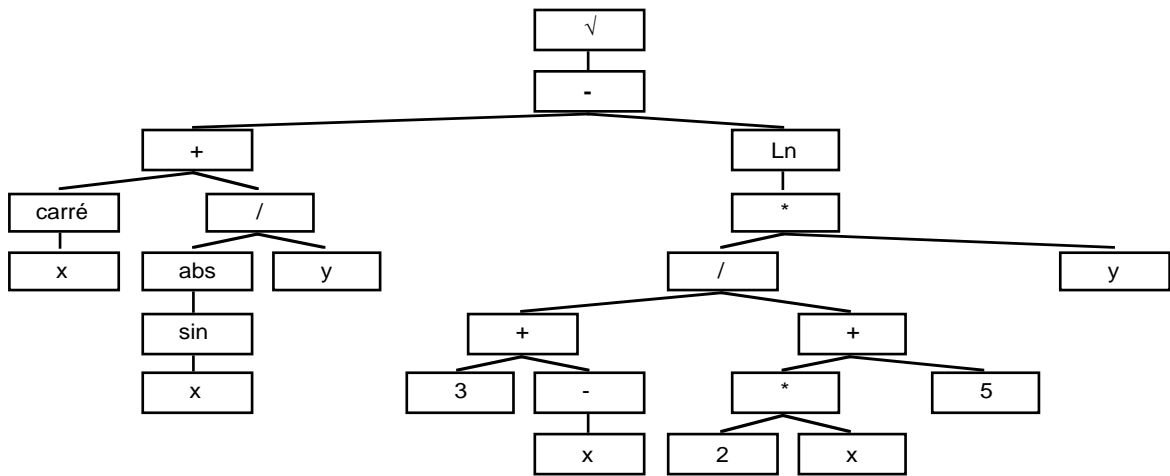 √
-
+ Ln
carré / *
x abs y / y
sin + +
x 3 - * 5
x 2 x